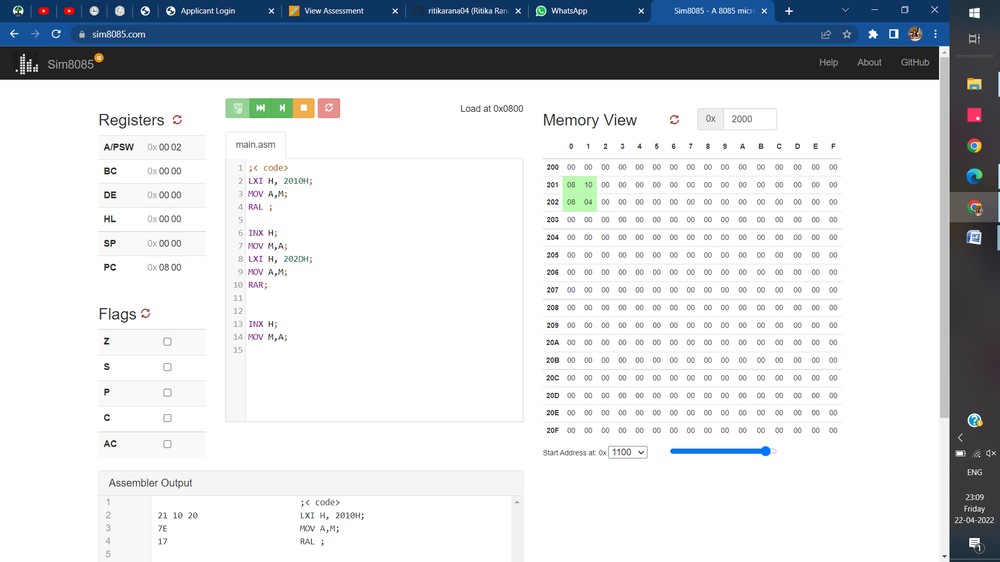 Applicant Login
View Assessment
ritikarana04 (Ritika Rana
WhatsApp
Sim8085 - A 8085 micro
sim8085.com
Sim8085 α
Help About GitHub
Registers
A/PSW 0x 00 02
BC 0x 00 00
DE 0x 00 00
HL 0x 00 00
SP 0x 00 00
PC 0x 08 00
Flags
Z
S
P
C
AC
Load at 0x0800
main.asm
1 ;< code>
2 LXI H, 2010H;
3 MOV A,M;
4 RAL ;
5
6 INX H;
7 MOV M,A;
8 LXI H, 202DH;
9 MOV A,M;
10 RAR;
11
12
13 INX H;
14 MOV M,A;
15
Memory View 0x 2000
0 1 2 3 4 5 6 7 8 9 A B C D E F
200 00 00 00 00 00 00 00 00 00 00 00 00 00 00 00 00
201 08 10 00 00 00 00 00 00 00 00 00 00 00 00 00 00
202 08 04 00 00 00 00 00 00 00 00 00 00 00 00 00 00
203 00 00 00 00 00 00 00 00 00 00 00 00 00 00 00 00
204 00 00 00 00 00 00 00 00 00 00 00 00 00 00 00 00
205 00 00 00 00 00 00 00 00 00 00 00 00 00 00 00 00
206 00 00 00 00 00 00 00 00 00 00 00 00 00 00 00 00
207 00 00 00 00 00 00 00 00 00 00 00 00 00 00 00 00
208 00 00 00 00 00 00 00 00 00 00 00 00 00 00 00 00
209 00 00 00 00 00 00 00 00 00 00 00 00 00 00 00 00
20A 00 00 00 00 00 00 00 00 00 00 00 00 00 00 00 00
20B 00 00 00 00 00 00 00 00 00 00 00 00 00 00 00 00
20C 00 00 00 00 00 00 00 00 00 00 00 00 00 00 00 00
20D 00 00 00 00 00 00 00 00 00 00 00 00 00 00 00 00
20E 00 00 00 00 00 00 00 00 00 00 00 00 00 00 00 00
20F 00 00 00 00 00 00 00 00 00 00 00 00 00 00 00 00
Start Address at: 0x 1100
Assembler Output
1 ;< code>
2 21 10 20 LXI H, 2010H;
3 7E MOV A,M;
4 17 RAL ;
5
ENG
23:09
Friday
22-04-2022
1